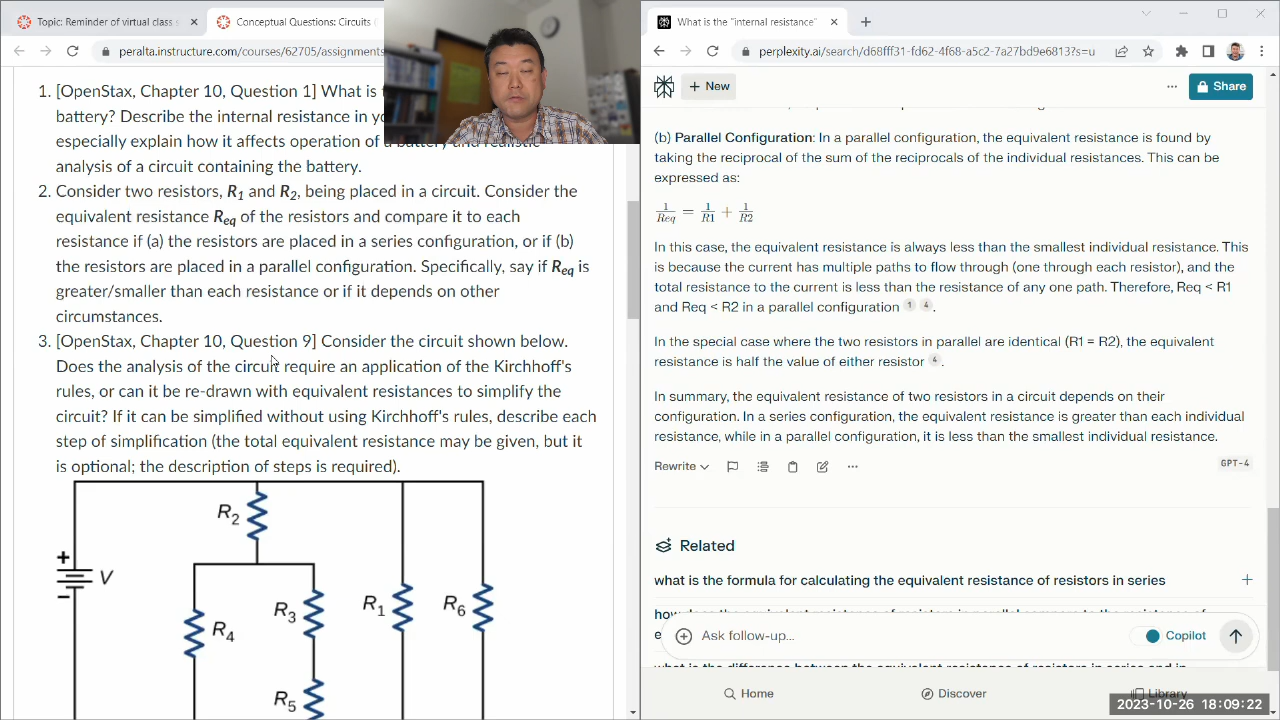 Topic: Reminder of virtual class s
Conceptual Questions: Circuits (
peralta.instructure.com/courses/62705/assignments
1. [OpenStax, Chapter 10, Question 1] What is t
battery? Describe the internal resistance in yo
especially explain how it affects operation of a battery and realistic
analysis of a circuit containing the battery.
2. Consider two resistors, R1 and R2, being placed in a circuit. Consider the
equivalent resistance Req of the resistors and compare it to each
resistance if (a) the resistors are placed in a series configuration, or if (b)
the resistors are placed in a parallel configuration. Specifically, say if Req is
greater/smaller than each resistance or if it depends on other
circumstances.
3. [OpenStax, Chapter 10, Question 9] Consider the circuit shown below.
Does the analysis of the circuit require an application of the Kirchhoff's
rules, or can it be re-drawn with equivalent resistances to simplify the
circuit? If it can be simplified without using Kirchhoff's rules, describe each
step of simplification (the total equivalent resistance may be given, but it
is optional; the description of steps is required).
R2
+
V
−
R3
R1
R6
R4
R5
What is the "internal resistance"
perplexity.ai/search/d68fff31-fd62-4f68-a5c2-7a27bd9e6813?s=u
New
Share
(b) Parallel Configuration: In a parallel configuration, the equivalent resistance is found by
taking the reciprocal of the sum of the reciprocals of the individual resistances. This can be
expressed as:
1/Req = 1/R1 + 1/R2
In this case, the equivalent resistance is always less than the smallest individual resistance. This
is because the current has multiple paths to flow through (one through each resistor), and the
total resistance to the current is less than the resistance of any one path. Therefore, Req < R1
and Req < R2 in a parallel configuration 1 4 .
In the special case where the two resistors in parallel are identical (R1 = R2), the equivalent
resistance is half the value of either resistor 4 .
In summary, the equivalent resistance of two resistors in a circuit depends on their
configuration. In a series configuration, the equivalent resistance is greater than each individual
resistance, while in a parallel configuration, it is less than the smallest individual resistance.
Rewrite
GPT-4
Related
what is the formula for calculating the equivalent resistance of resistors in series
Ask follow-up...
Copilot
what is the difference between the equivalent resistance of resistors in series and in
Home
Discover
Library
2023-10-26 18:09:22